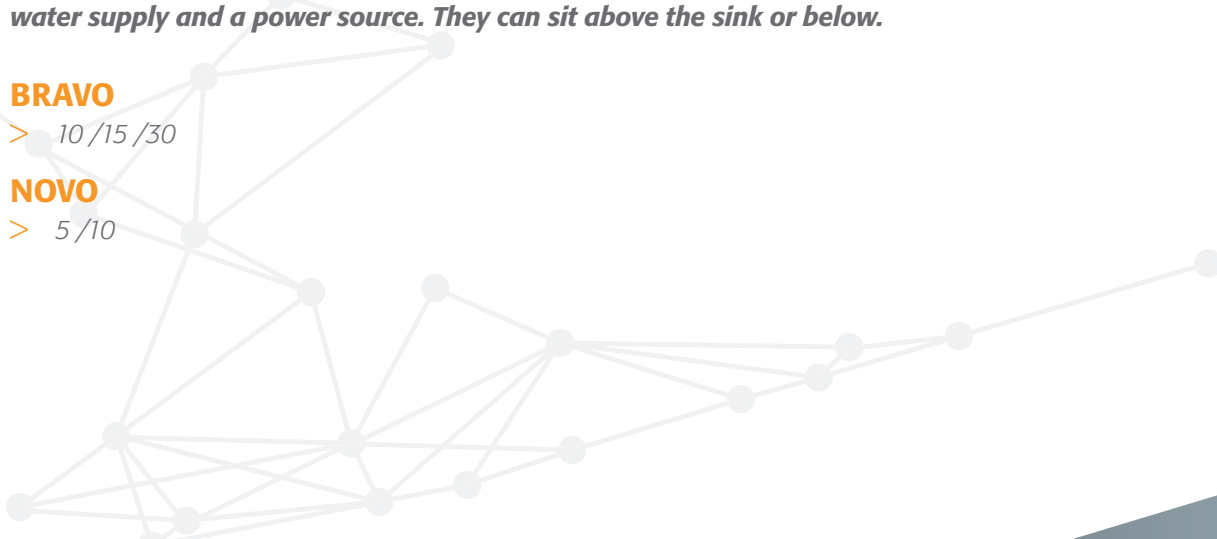 water supply and a power source. They can sit above the sink or below.
BRAVO
> 10 /15 /30
NOVO
> 5 /10